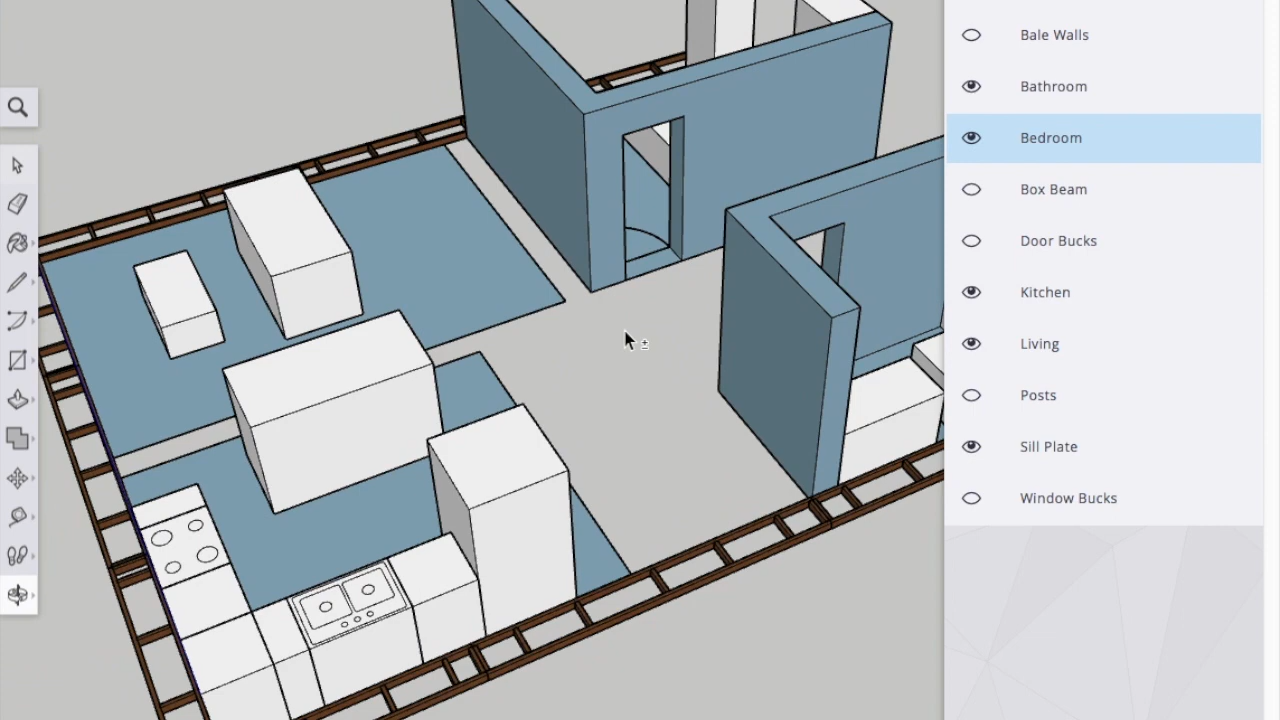 Bale Walls
Bathroom
Bedroom
Box Beam
Door Bucks
Kitchen
Living
Posts
Sill Plate
Window Bucks